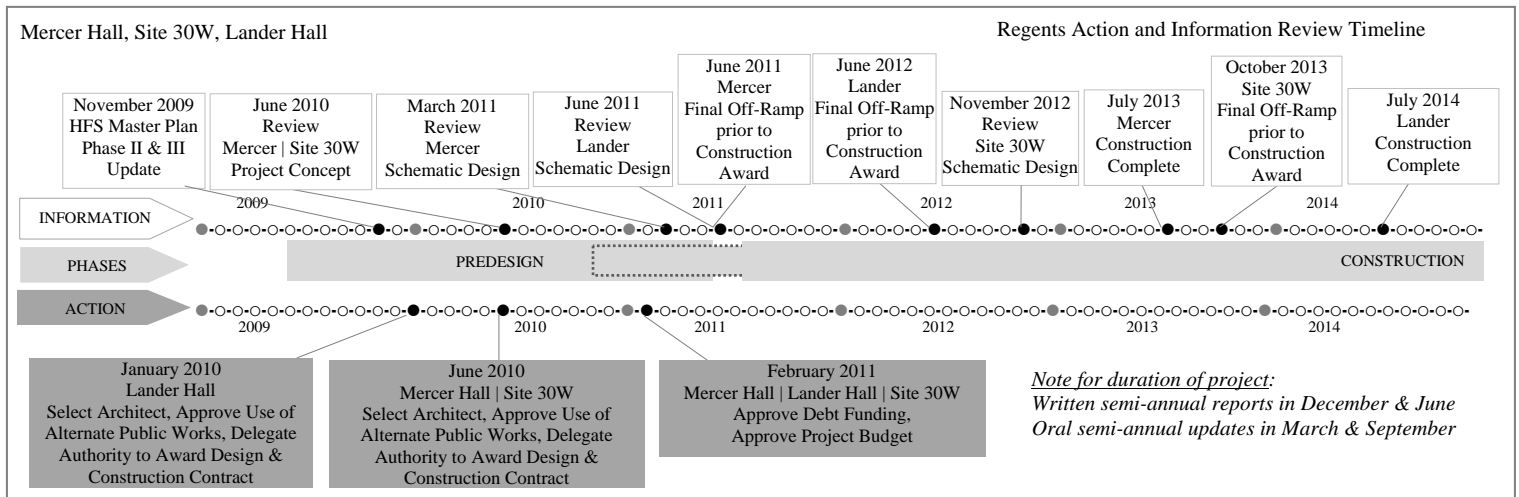 Mercer Hall, Site 30W, Lander Hall
Regents Action and Information Review Timeline
November 2009
HFS Master Plan
Phase II & III
Update
June 2010
Review
Mercer | Site 30W
Project Concept
March 2011
Review
Mercer
Schematic Design
June 2011
Review
Lander
Schematic Design
June 2011
Mercer
Final Off-Ramp
prior to
Construction
Award
June 2012
Lander
Final Off-Ramp
prior to
Construction
Award
November 2012
Review
Site 30W
Schematic Design
July 2013
Mercer
Construction
Complete
October 2013
Site 30W
Final Off-Ramp
prior to
Construction
Award
July 2014
Lander
Construction
Complete
2009
2010
2011
2012
2013
2014
INFORMATION
PHASES
PREDESIGN
CONSTRUCTION
ACTION
2009
2010
2011
2012
2013
2014
January 2010
Lander Hall
Select Architect, Approve Use of
Alternate Public Works, Delegate
Authority to Award Design &
Construction Contract
June 2010
Mercer Hall | Site 30W
Select Architect, Approve Use of
Alternate Public Works, Delegate
Authority to Award Design &
Construction Contract
February 2011
Mercer Hall | Lander Hall | Site 30W
Approve Debt Funding,
Approve Project Budget
Note for duration of project:
Written semi-annual reports in December & June
Oral semi-annual updates in March & September